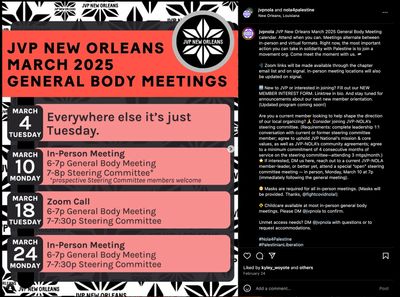 JVP NEW ORLEANS
MARCH 2025
GENERAL BODY MEETINGS
JVP NEW ORLEANS
MARCH
4
TUESDAY
Everywhere else it's just
Tuesday.
MARCH
10
MONDAY
In-Person Meeting
6-7p General Body Meeting
7-8p Steering Committee*
*prospective Steering Committee members welcome
MARCH
18
TUESDAY
Zoom Call
6-7p General Body Meeting
7-7:30p Steering Committee
MARCH
24
MONDAY
In-Person Meeting
6-7p General Body Meeting
7-7:30p Steering Committee
JVP NEW ORLEANS
jvpnola and nola4palestine
New Orleans, Louisiana
jvpnola JVP New Orleans March 2025 General Body Meeting
calendar. Attend when you can. Meetings alternate between
in-person and virtual formats. Right now, the most important
action you can take in solidarity with Palestine is to join a
movement org. Come meet the moment with us.
Zoom links will be made available through the chapter
email list and on signal. In-person meeting locations will also
be updated on signal.
New to JVP or interested in joining? Fill out our NEW
MEMBER INTEREST FORM. Linktree in bio. And stay tuned for
announcements about our next new member orientation.
(Updated program coming soon!)
Are you a current member looking to help shape the direction
of our local organizing? Consider joining JVP-NOLA's
steering committee. (Requirements: complete leadership 1:1
conversation with current or former steering committee
member; agree to uphold JVP National's mission & core
values, as well as JVP-NOLA's community agreements; agree
to a minimum commitment of 6 consecutive months of
service on the steering committee—attending 3 mtgs/month.)
If interested, DM us here, reach out to a current JVP-NOLA
member-leader, or better yet, attend a special "open" steering
committee meeting — in person, Monday, March 10 at 7p
(immediately following the general meeting).
Masks are required for all in-person meetings. (Masks will
be provided. Thanks, @fightcovidnola!)
Childcare available at most in-person general body
meetings. Please DM @jvpnola to confirm.
Unmet access needs? DM @jvpnola with questions or to
request accommodations.
#Nola4Palestine
#PalestinianLiberation
Liked by kyley_woyote and others
February 24